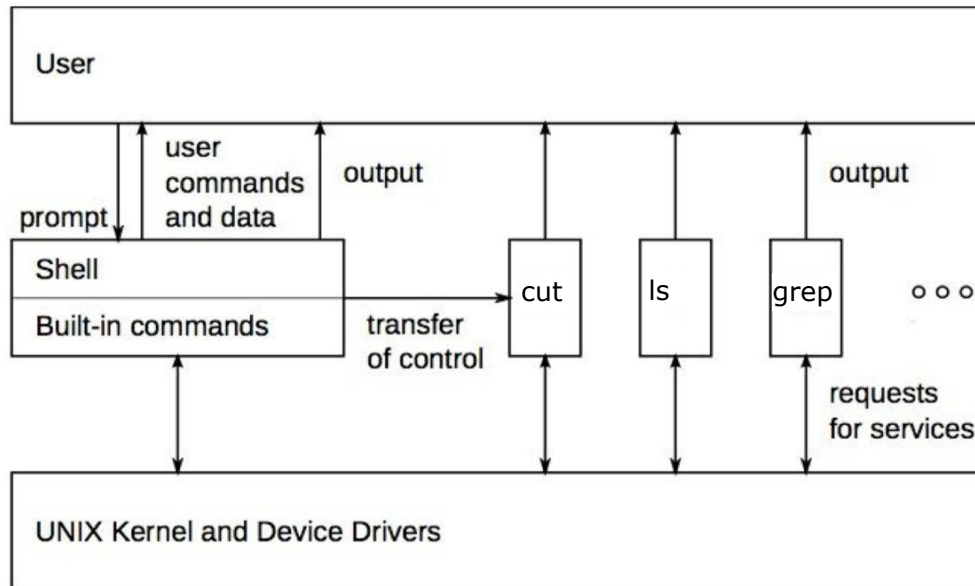 User
user
commands
and data
output
output
prompt
Shell
Built-in commands
cut
ls
grep
transfer
of control
requests
for services
UNIX Kernel and Device Drivers